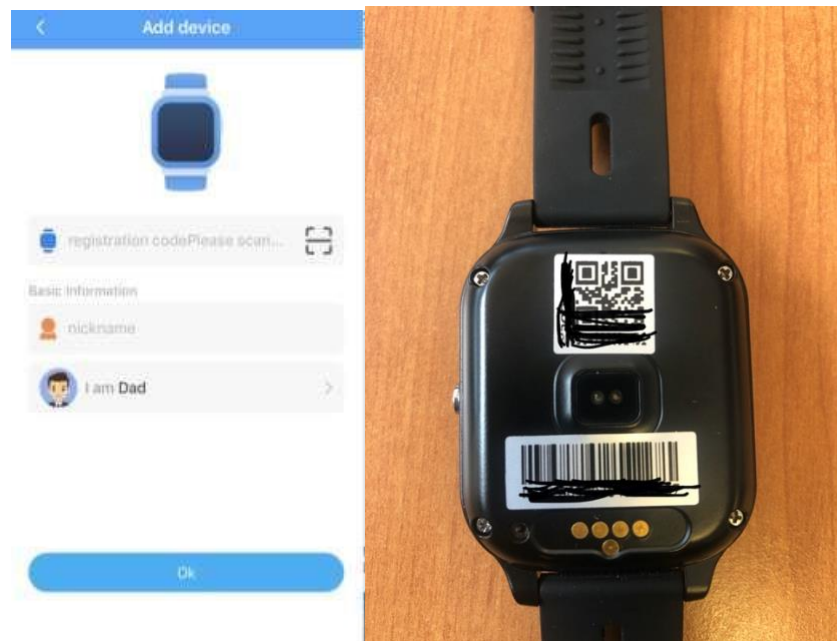 Add device
registration codePlease scan...
Basic Information
nickname
I am Dad
Ok